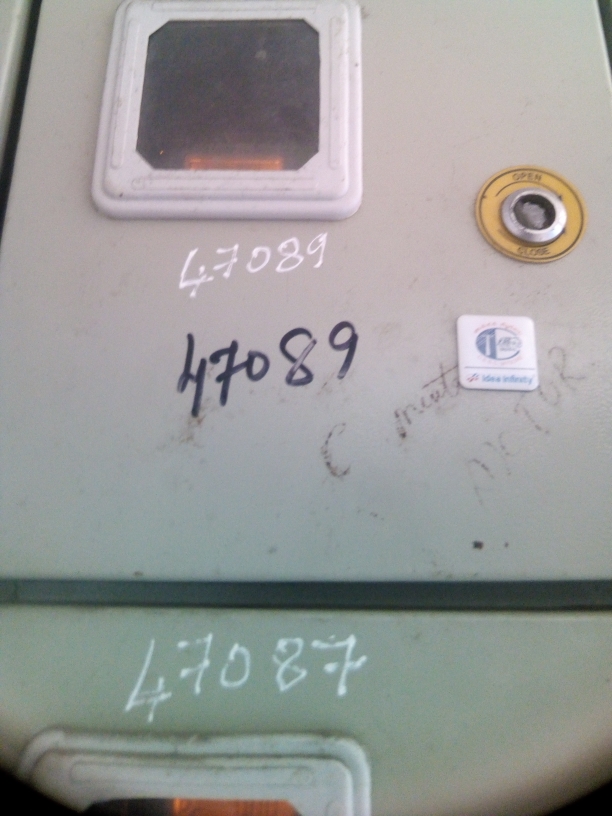 OPEN
CLOSE
47089
47089
Idea Infinity
C
47087